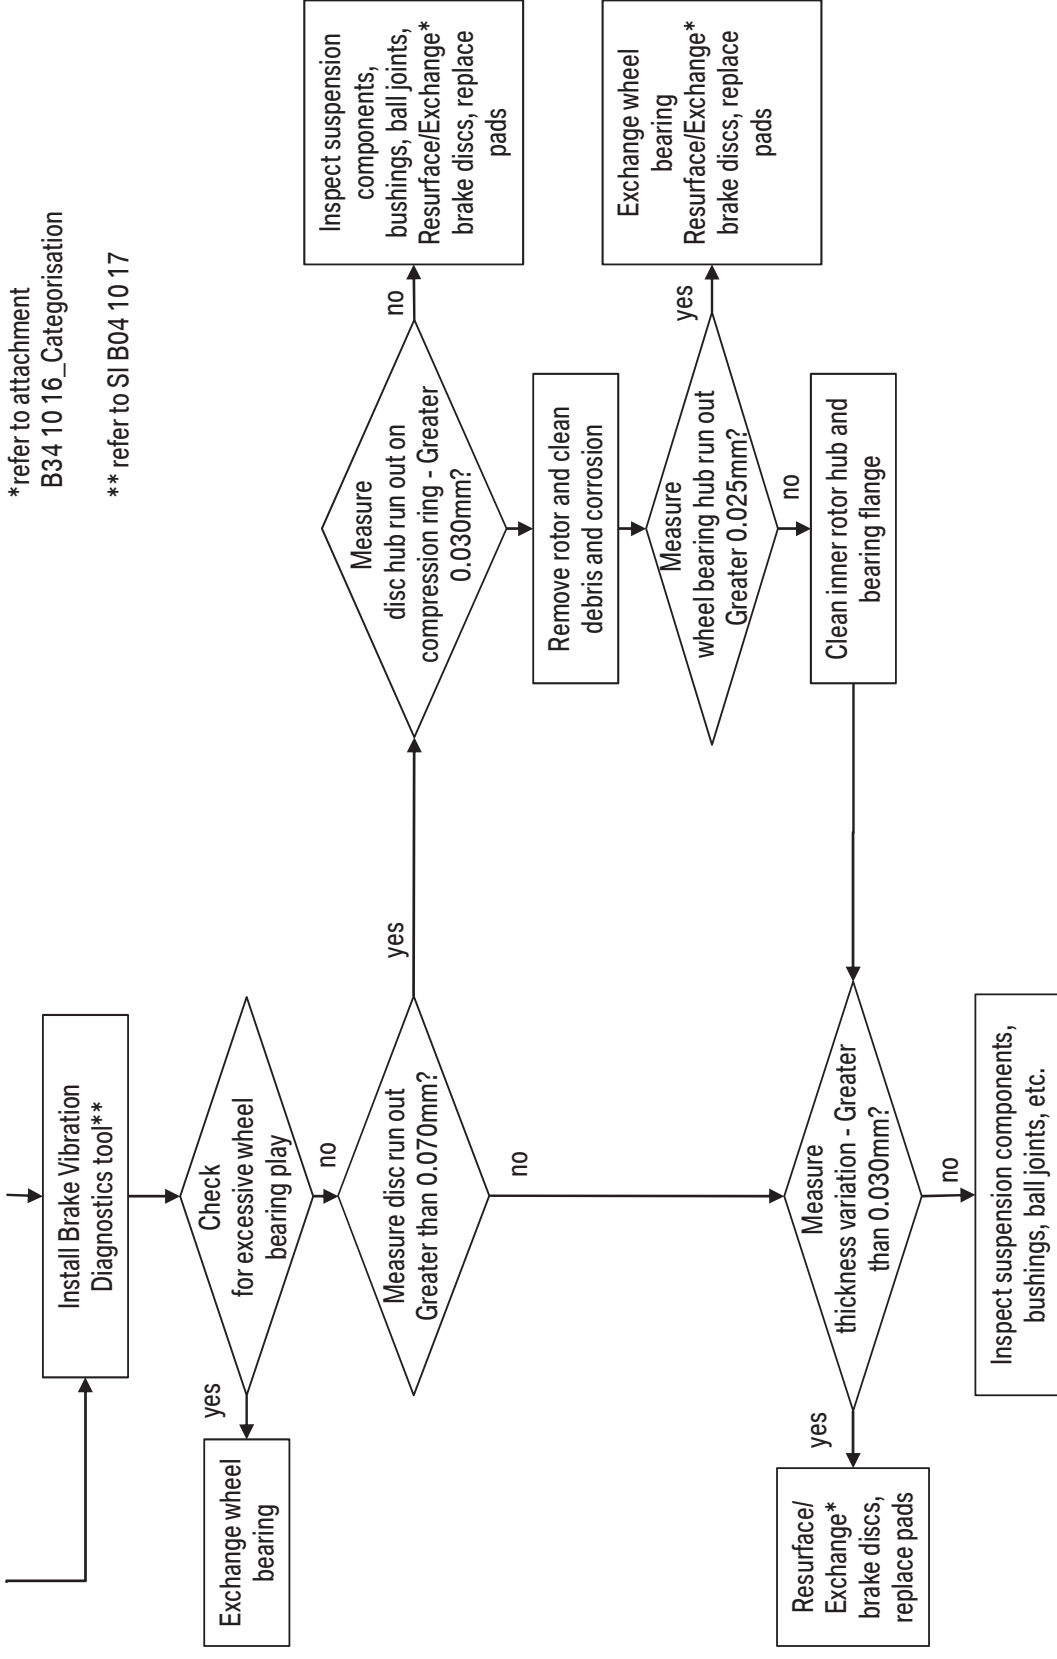 *refer to attachment
B34 10 16_Categorisation
** refer to SI B04 10 17
Install Brake Vibration
Diagnostics tool**
Check
for excessive wheel
bearing play
yes
Exchange wheel
bearing
no
Measure disc run out
Greater than 0.070mm?
yes
no
Measure
disc hub run out on
compression ring - Greater
0.030mm?
no
Inspect suspension
components,
bushings, ball joints,
Resurface/Exchange*
brake discs, replace
pads
Remove rotor and clean
debris and corrosion
Measure
wheel bearing hub run out
Greater 0.025mm?
yes
Exchange wheel
bearing
Resurface/Exchange*
brake discs, replace
pads
no
Clean inner rotor hub and
bearing flange
Measure
thickness variation - Greater
than 0.030mm?
yes
Resurface/
Exchange*
brake discs,
replace pads
no
Inspect suspension components,
bushings, ball joints, etc.